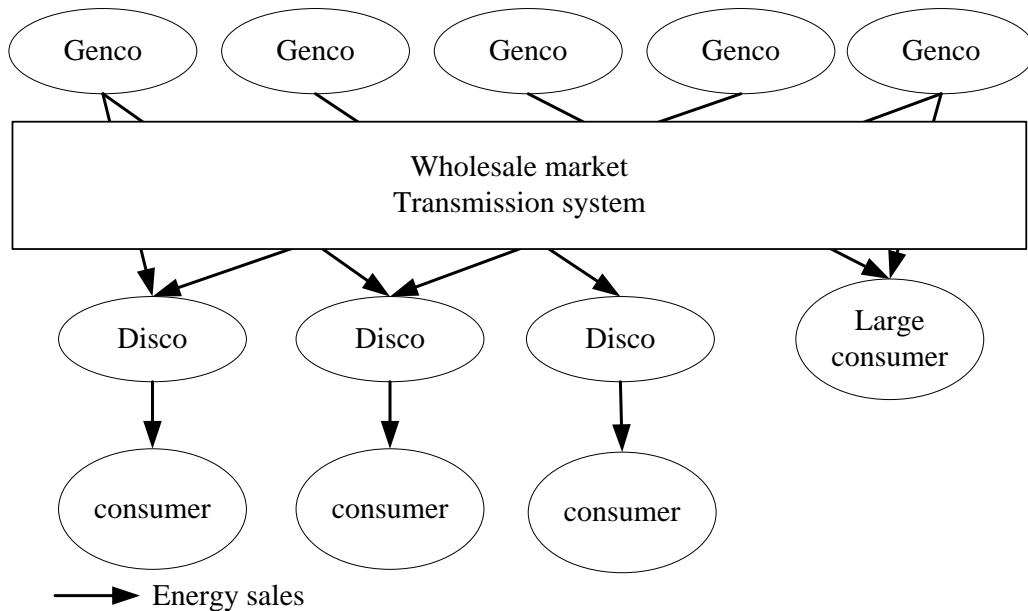 Genco
Genco
Genco
Genco
Genco
Wholesale market
Transmission system
Disco
Disco
Disco
Large
consumer
consumer
consumer
consumer
Energy sales